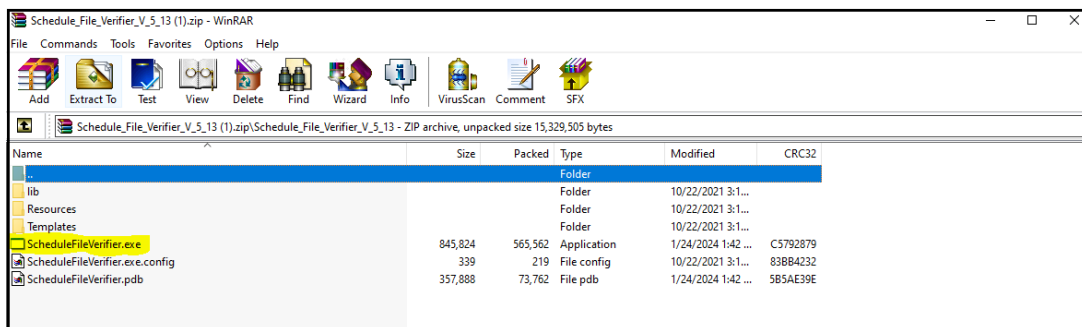 Schedule_File_Verifier_V_5_13 (1).zip - WinRAR
File Commands Tools Favorites Options Help
Add Extract To Test View Delete Find Wizard Info VirusScan Comment SFX
Schedule_File_Verifier_V_5_13 (1).zip\Schedule_File_Verifier_V_5_13 - ZIP archive, unpacked size 15,329,505 bytes
Name Size Packed Type Modified CRC32
.. Folder
lib Folder 10/22/2021 3:1...
Resources Folder 10/22/2021 3:1...
Templates Folder 10/22/2021 3:1...
ScheduleFileVerifier.exe 845,824 565,562 Application 1/24/2024 1:42 ... C5792879
ScheduleFileVerifier.exe.config 339 219 File config 10/22/2021 3:1... 83BB4232
ScheduleFileVerifier.pdb 357,888 73,762 File pdb 1/24/2024 1:42 ... 5B5AE39E